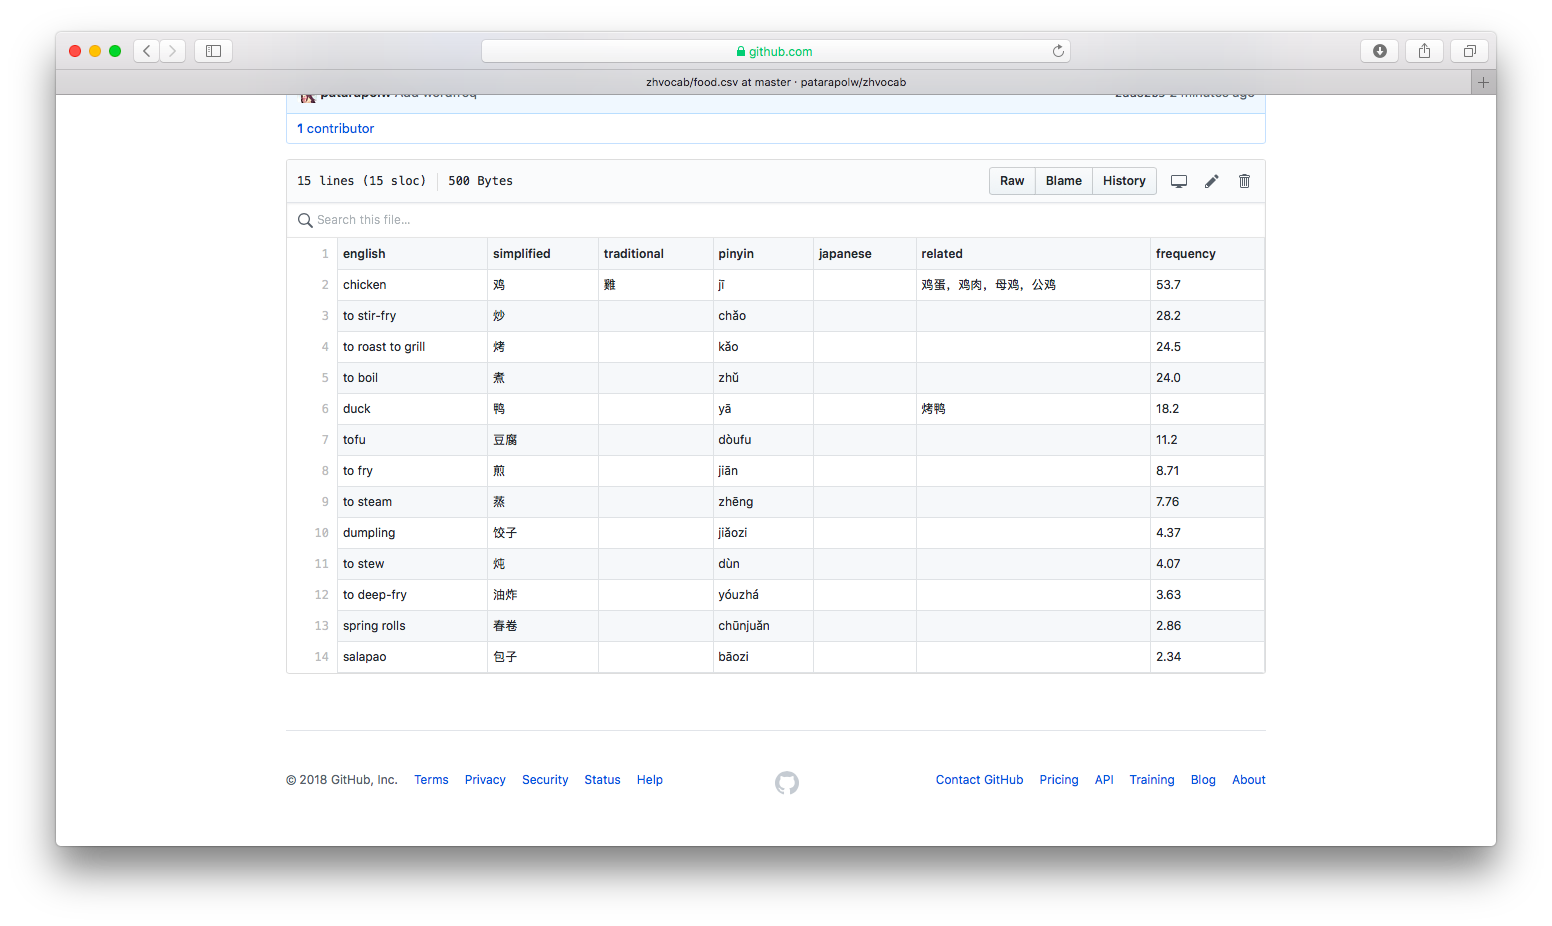 github.com
zhvocab/food.csv at master · patarapolw/zhvocab
patarapolw Add wordfreq 2 minutes ago
1 contributor
15 lines (15 sloc) 500 Bytes Raw Blame History
Search this file...
1 english simplified traditional pinyin japanese related frequency
2 chicken 鸡 雞 jī 鸡蛋，鸡肉，母鸡，公鸡 53.7
3 to stir-fry 炒 chǎo 28.2
4 to roast to grill 烤 kǎo 24.5
5 to boil 煮 zhǔ 24.0
6 duck 鸭 yā 烤鸭 18.2
7 tofu 豆腐 dòufu 11.2
8 to fry 煎 jiān 8.71
9 to steam 蒸 zhēng 7.76
10 dumpling 饺子 jiǎozi 4.37
11 to stew 炖 dùn 4.07
12 to deep-fry 油炸 yóuzhá 3.63
13 spring rolls 春卷 chūnjuǎn 2.86
14 salapao 包子 bāozi 2.34
© 2018 GitHub, Inc. Terms Privacy Security Status Help Contact GitHub Pricing API Training Blog About